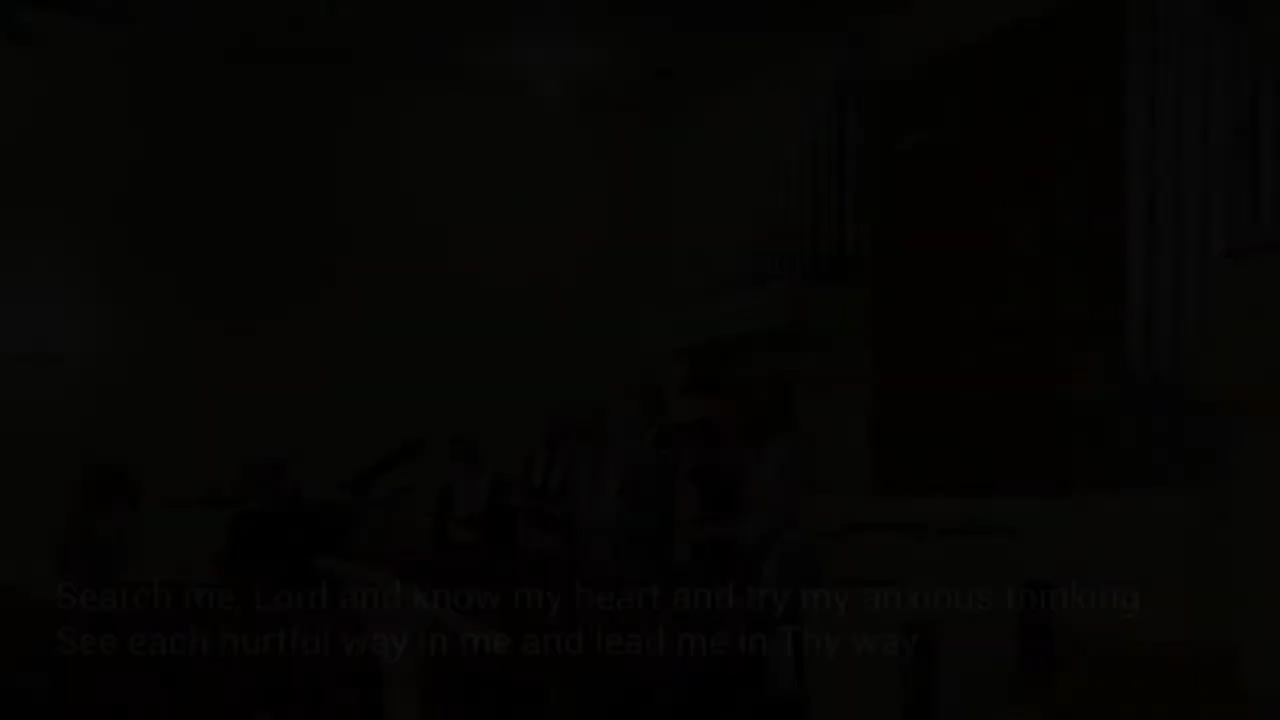 Search me, Lord and know my heart and try my anxious thinking
See each hurtful way in me and lead me in Thy way